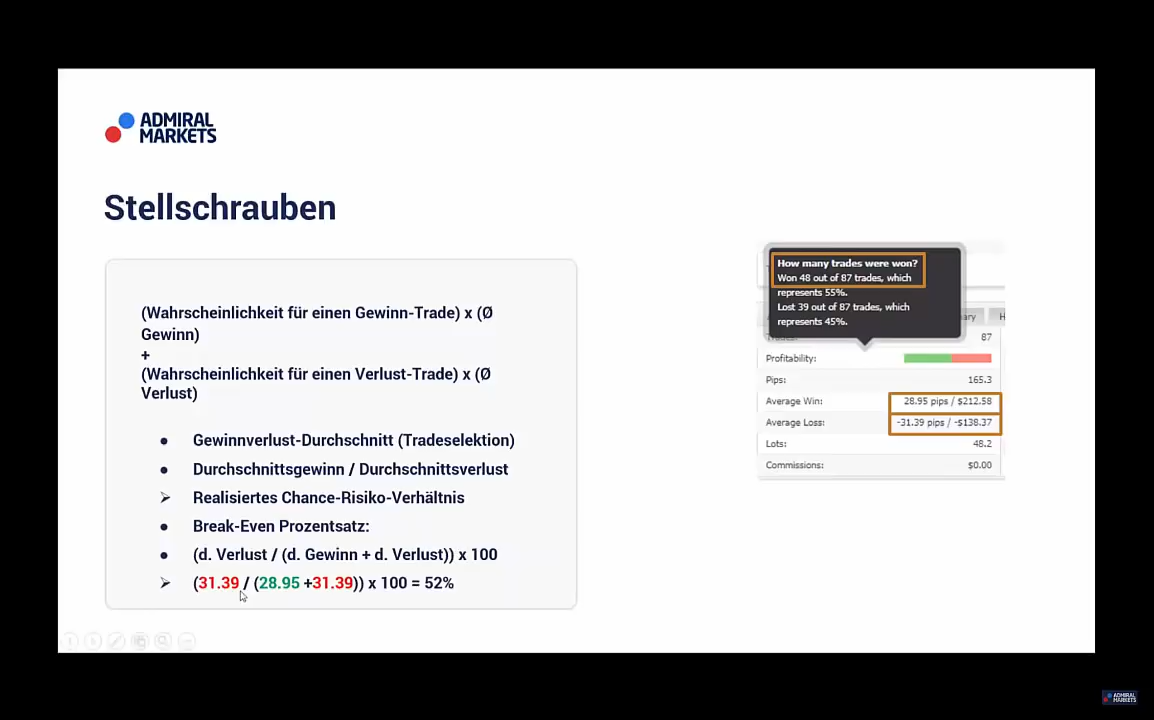 ADMIRAL
MARKETS
Stellschrauben
(Wahrscheinlichkeit für einen Gewinn-Trade) x (Ø
Gewinn)
+
(Wahrscheinlichkeit für einen Verlust-Trade) x (Ø
Verlust)
● Gewinnverlust-Durchschnitt (Tradeselektion)
● Durchschnittsgewinn / Durchschnittsverlust
➢ Realisiertes Chance-Risiko-Verhältnis
● Break-Even Prozentsatz:
● (d. Verlust / (d. Gewinn + d. Verlust)) x 100
➢ (31.39 / (28.95 +31.39)) x 100 = 52%
How many trades were won?
Won 48 out of 87 trades, which
represents 55%.
Lost 39 out of 87 trades, which
represents 45%.
87
Profitability:
Pips: 165.3
Average Win: 28.95 pips / $212.58
Average Loss: -31.39 pips / -$138.37
Lots: 48.2
Commissions: $0.00
ADMIRAL
MARKETS